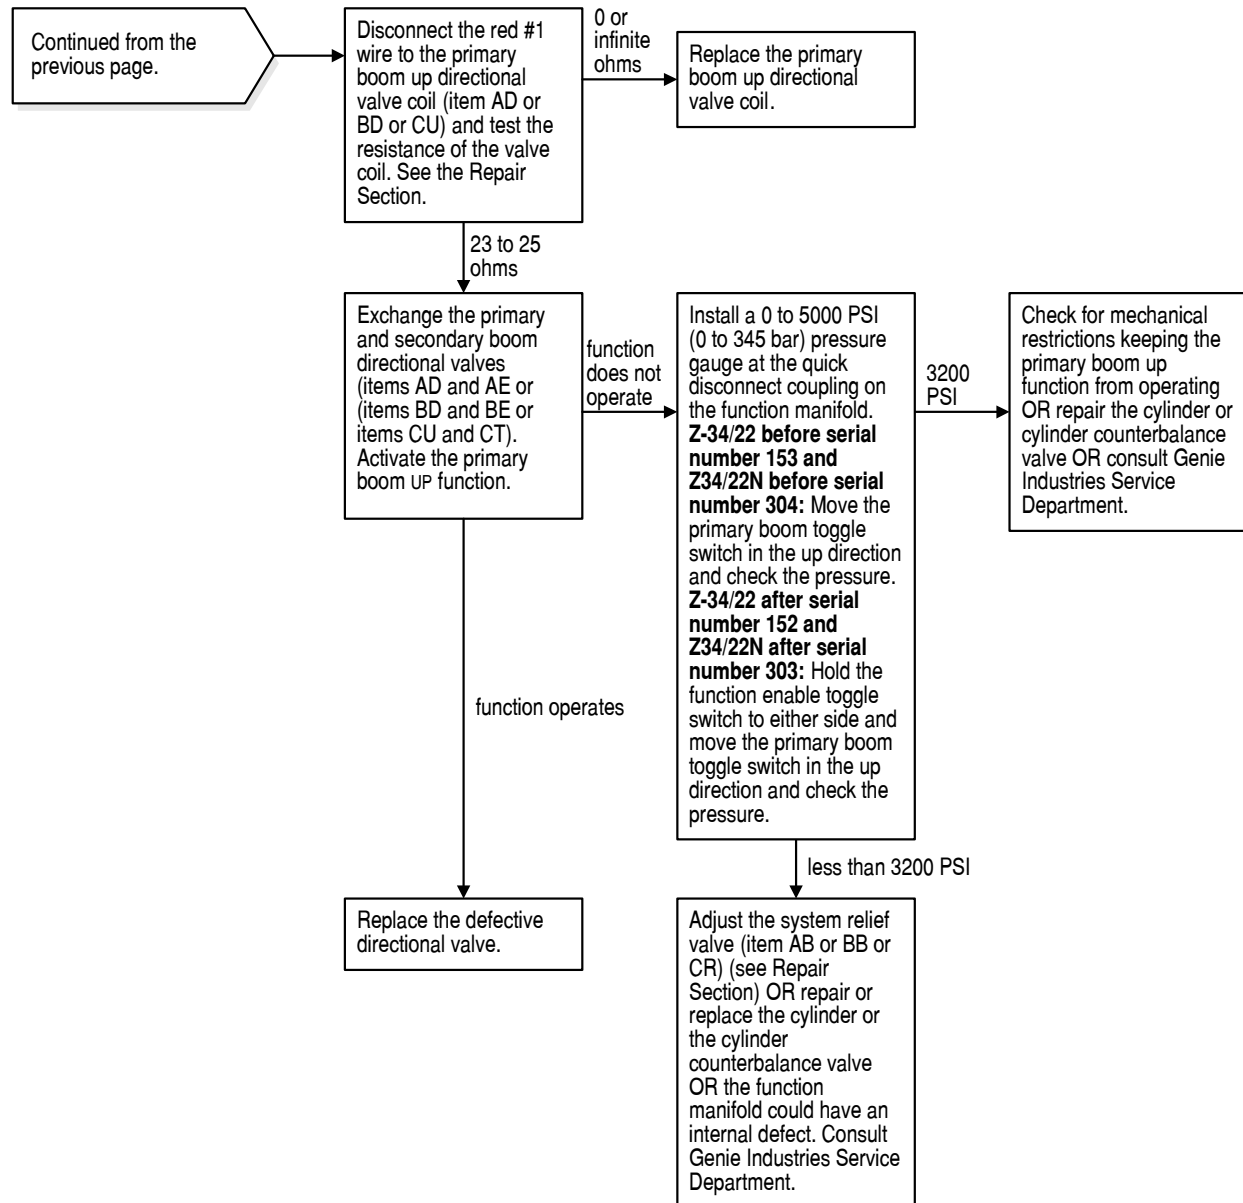 Continued from the
previous page.
Disconnect the red #1
wire to the primary
boom up directional
valve coil (item AD or
BD or CU) and test the
resistance of the valve
coil. See the Repair
Section.
0 or
infinite
ohms
Replace the primary
boom up directional
valve coil.
23 to 25
ohms
Exchange the primary
and secondary boom
directional valves
(items AD and AE or
(items BD and BE or
items CU and CT).
Activate the primary
boom UP function.
function
does not
operate
Install a 0 to 5000 PSI
(0 to 345 bar) pressure
gauge at the quick
disconnect coupling on
the function manifold.
Z-34/22 before serial
number 153 and
Z34/22N before serial
number 304: Move the
primary boom toggle
switch in the up direction
and check the pressure.
Z-34/22 after serial
number 152 and
Z34/22N after serial
number 303: Hold the
function enable toggle
switch to either side and
move the primary boom
toggle switch in the up
direction and check the
pressure.
3200
PSI
Check for mechanical
restrictions keeping the
primary boom up
function from operating
OR repair the cylinder or
cylinder counterbalance
valve OR consult Genie
Industries Service
Department.
function operates
less than 3200 PSI
Replace the defective
directional valve.
Adjust the system relief
valve (item AB or BB or
CR) (see Repair
Section) OR repair or
replace the cylinder or
the cylinder
counterbalance valve
OR the function
manifold could have an
internal defect. Consult
Genie Industries Service
Department.